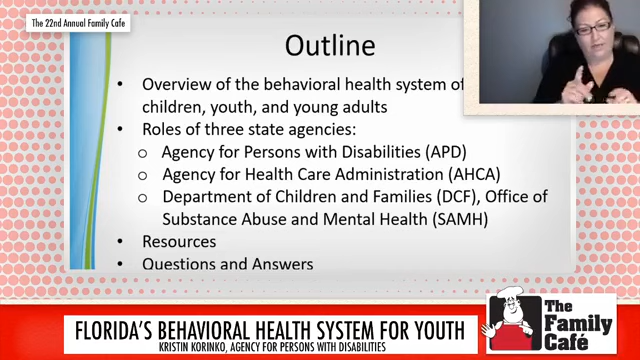 The 22nd Annual Family Cafe
Outline
• Overview of the behavioral health system of
children, youth, and young adults
• Roles of three state agencies:
o Agency for Persons with Disabilities (APD)
o Agency for Health Care Administration (AHCA)
o Department of Children and Families (DCF), Office of
Substance Abuse and Mental Health (SAMH)
• Resources
• Questions and Answers
FLORIDA'S BEHAVIORAL HEALTH SYSTEM FOR YOUTH
KRISTIN KORINKO, AGENCY FOR PERSONS WITH DISABILITIES
The
Family
Café